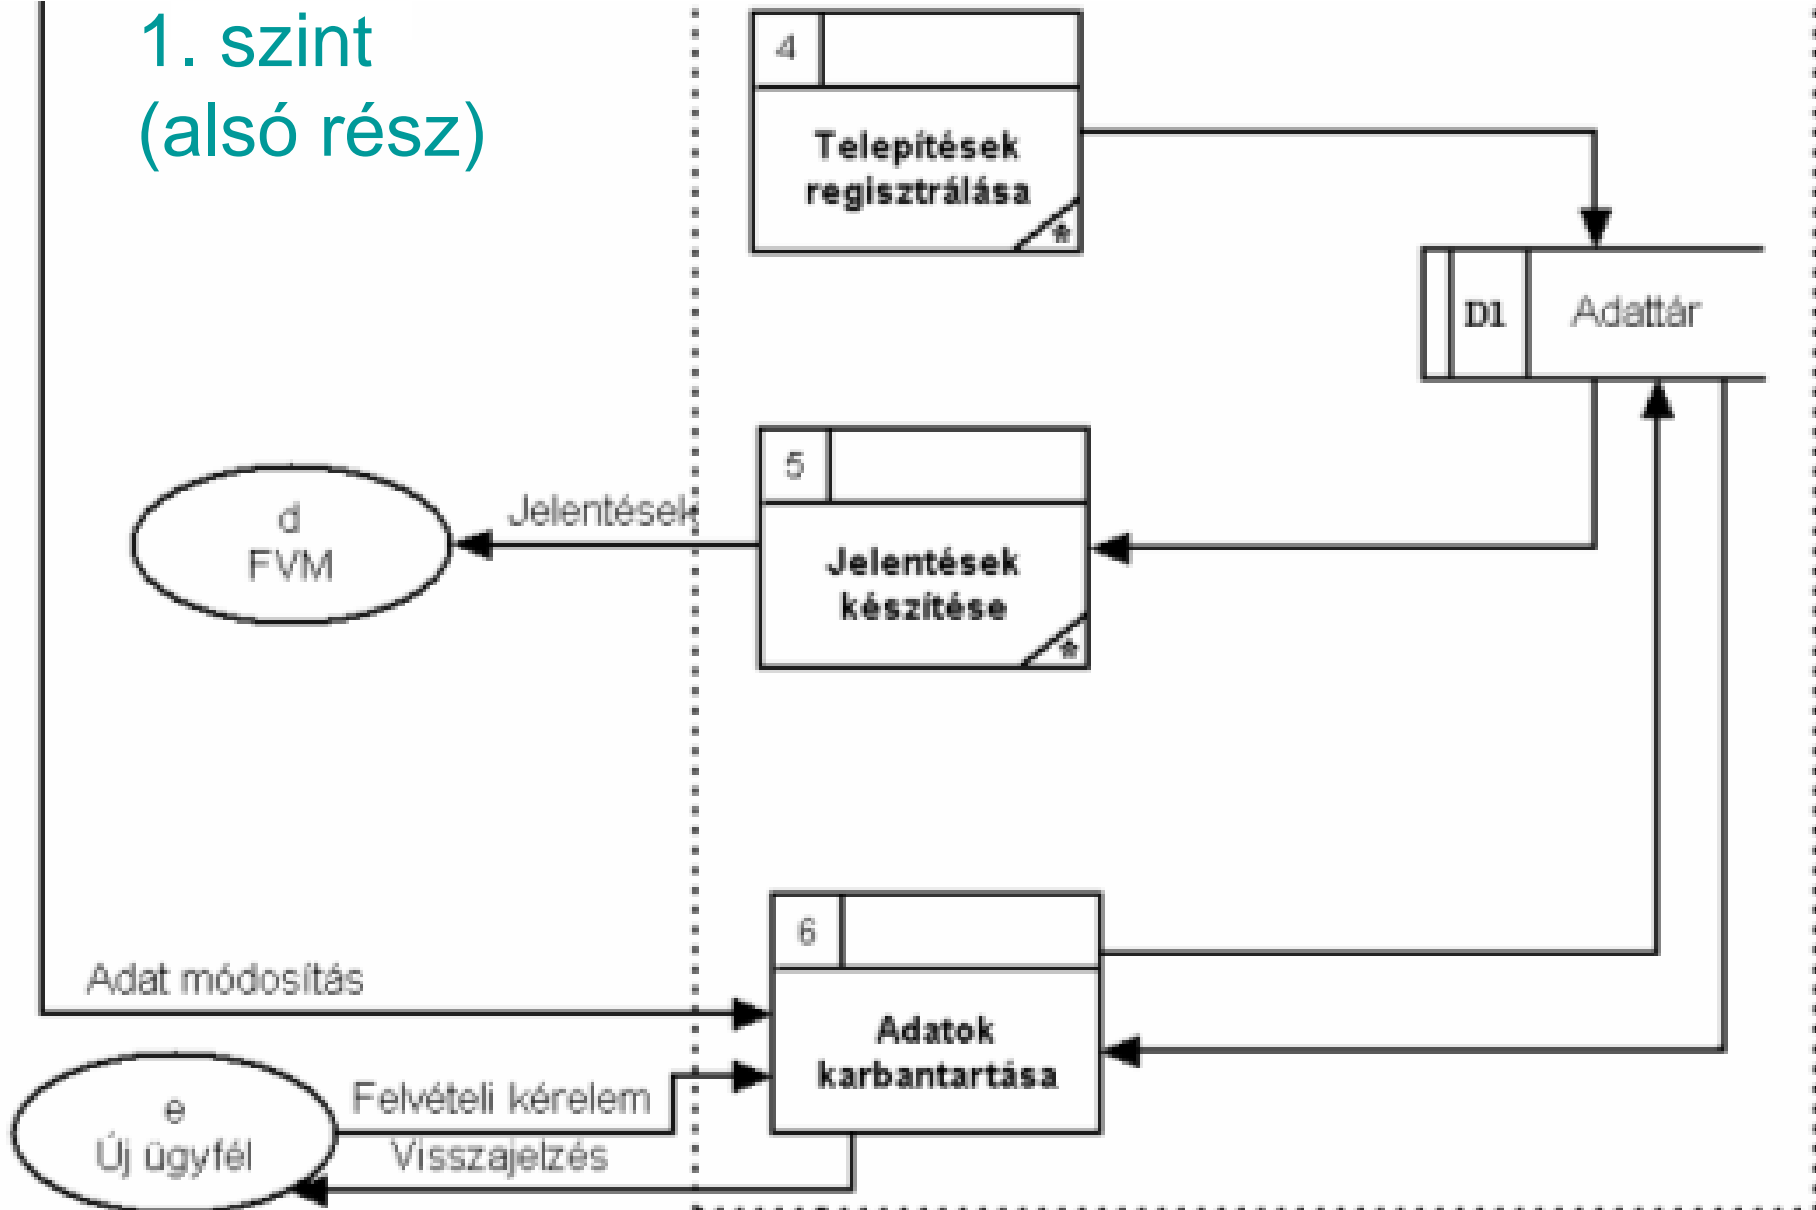 1. szint
(alsó rész)
4
Telepítések
regisztrálása
*
D1
Adattár
5
Jelentések
készítése
*
d
FVM
Jelentések
6
Adatok
karbantartása
Adat módosítás
e
Új ügyfél
Felvételi kérelem
Visszajelzés